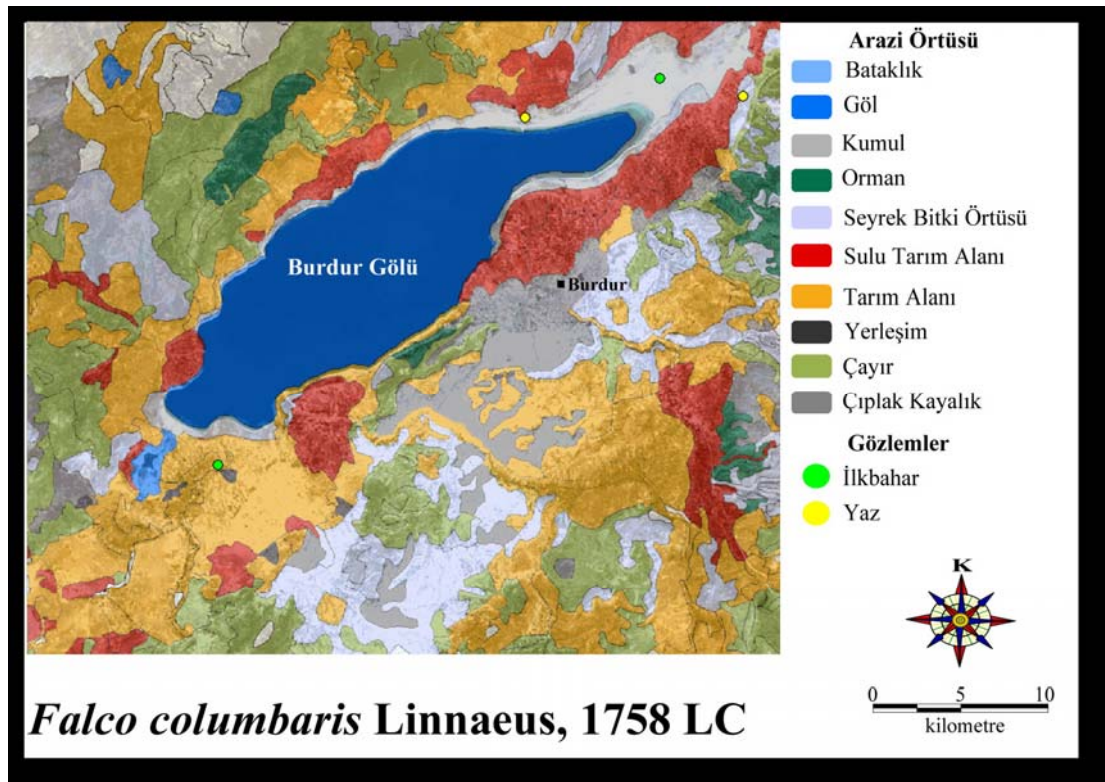 Arazi Örtüsü
Bataklık
Göl
Kumul
Orman
Seyrek Bitki Örtüsü
Sulu Tarım Alanı
Tarım Alanı
Yerleşim
Çayır
Çıplak Kayalık
Gözlemler
İlkbahar
Yaz
Burdur Gölü
Burdur
K
0 5 10
kilometre
Falco columbaris Linnaeus, 1758 LC